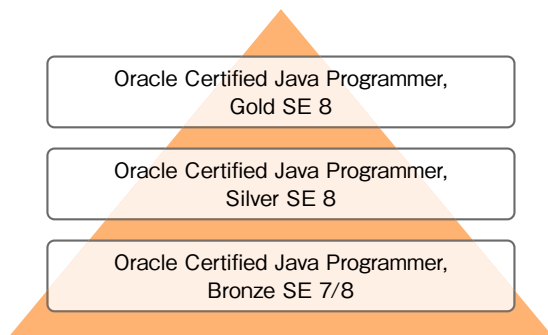 Oracle Certified Java Programmer,
Gold SE 8
Oracle Certified Java Programmer,
Silver SE 8
Oracle Certified Java Programmer,
Bronze SE 7/8